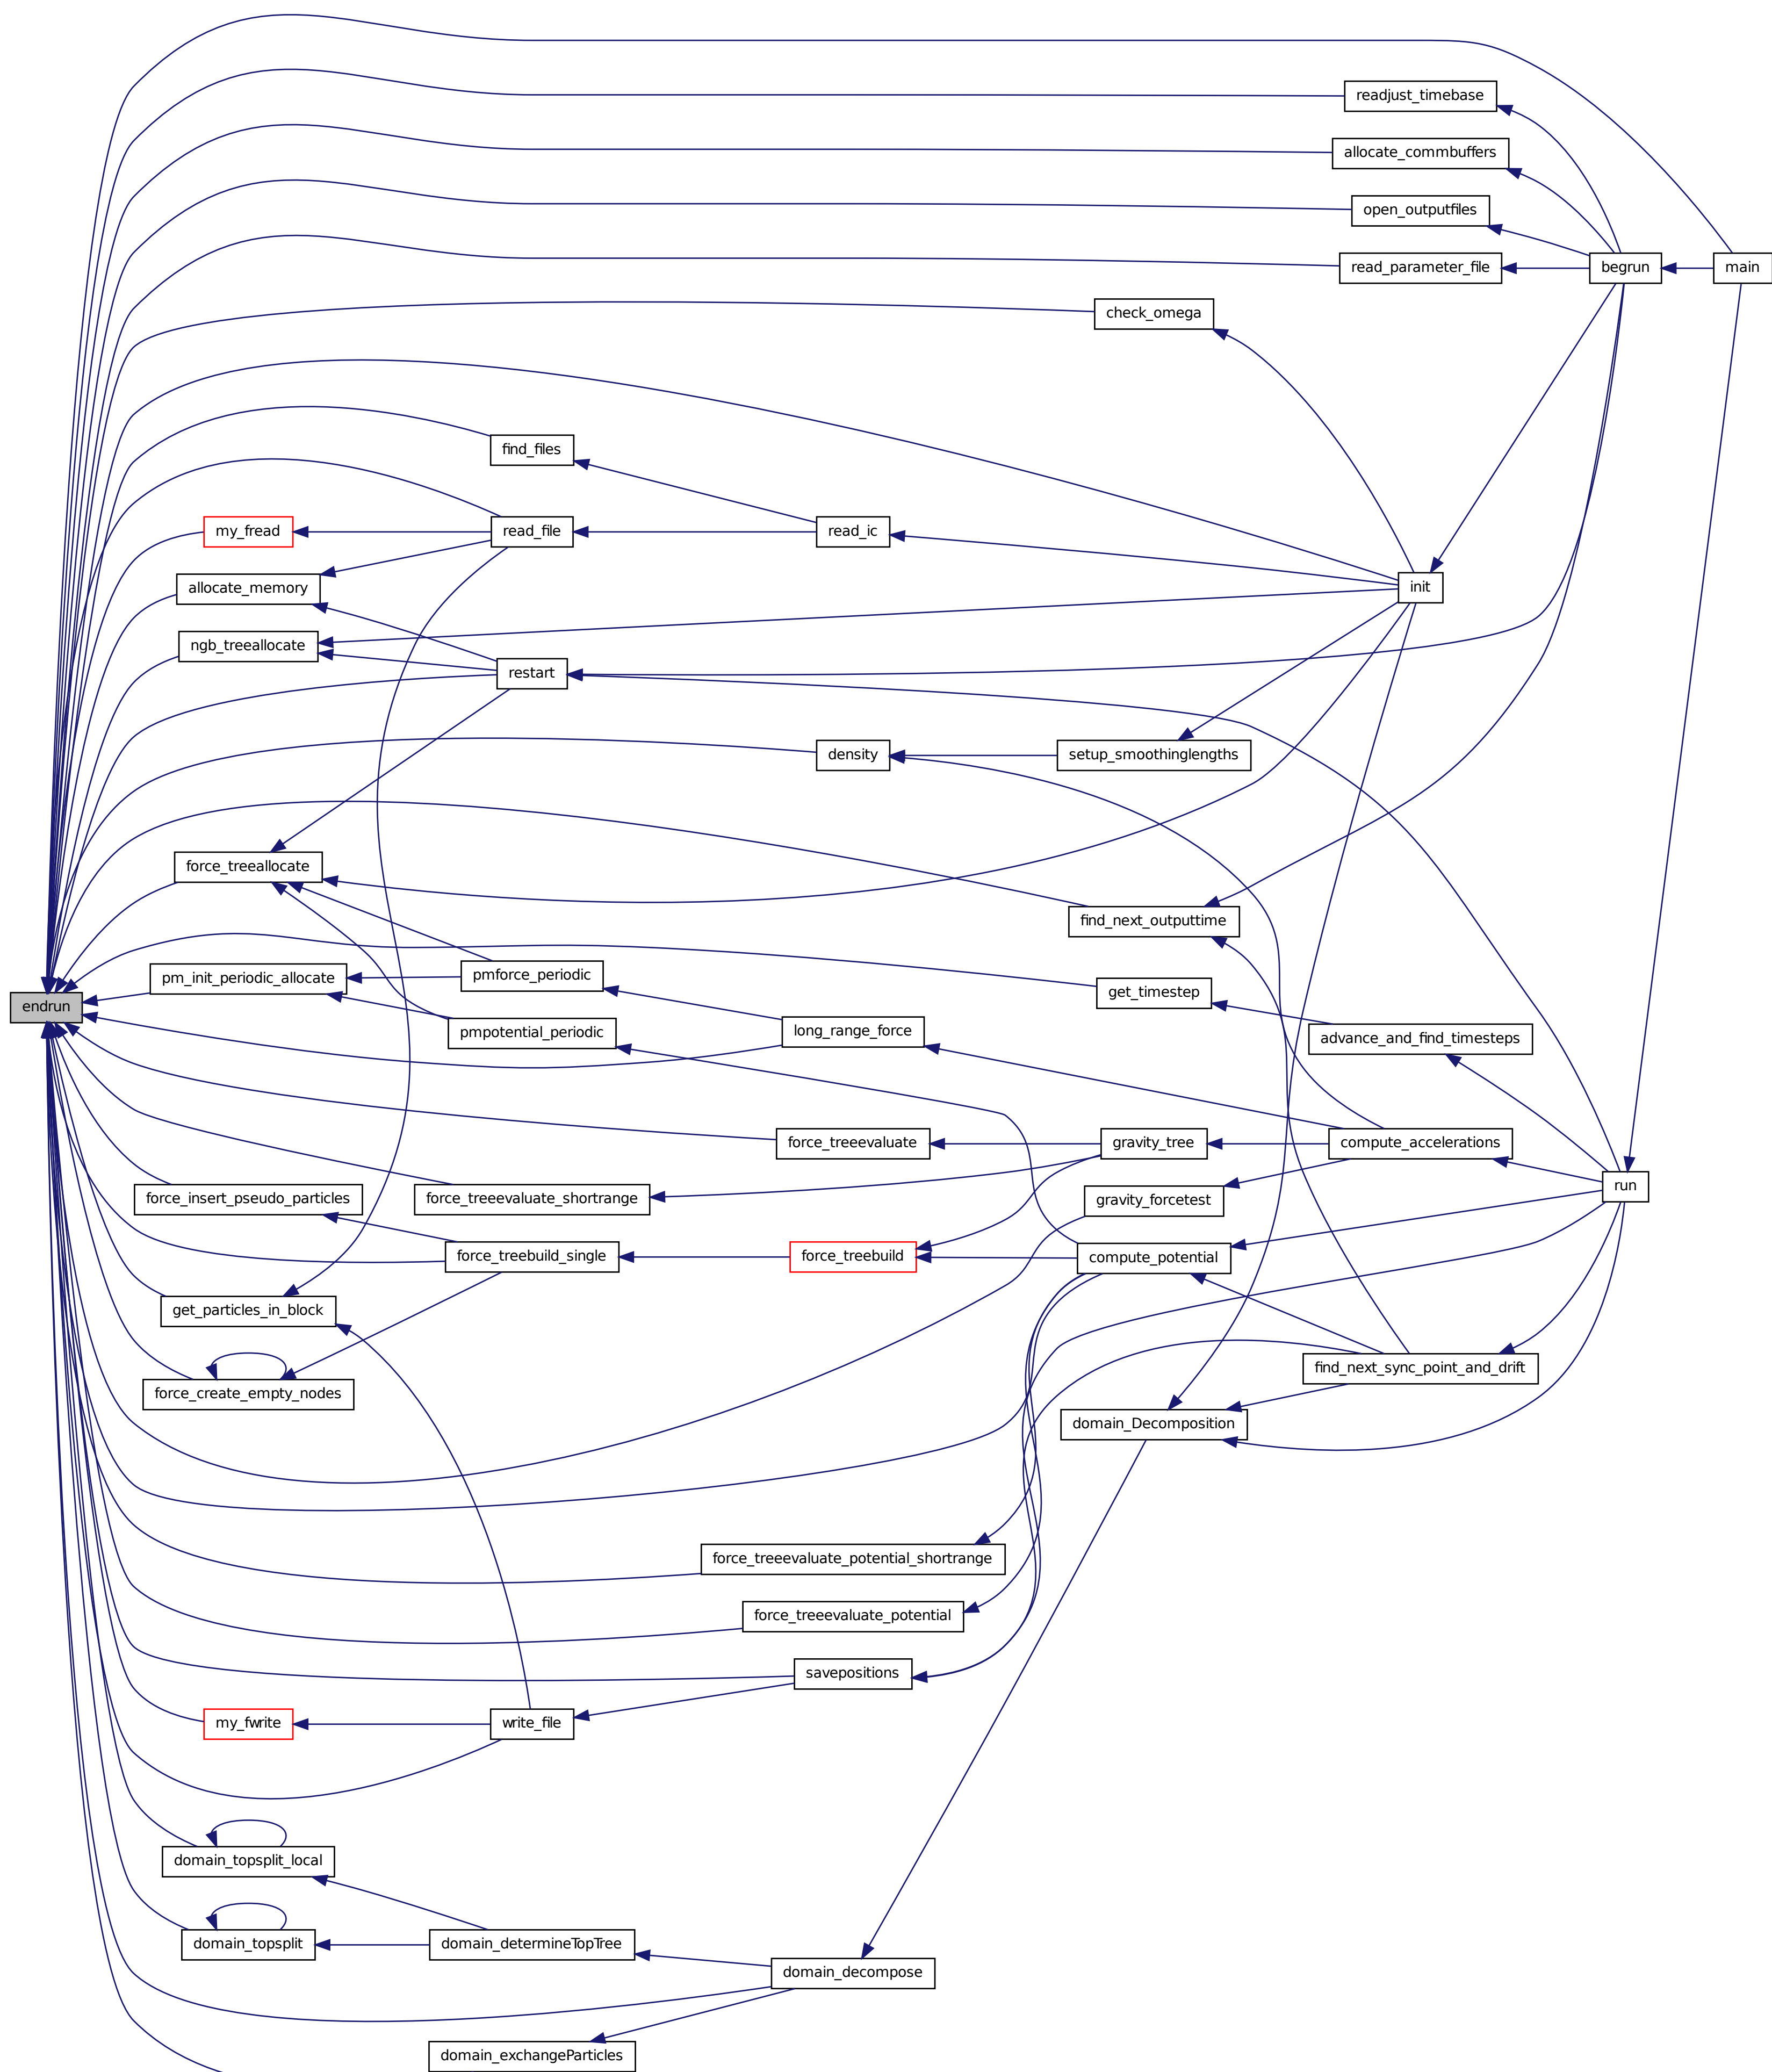 readjust_timebase
allocate_commbuffers
open_outputfiles
read_parameter_file
begrun
main
check_omega
find_files
my_fread
read_file
read_ic
allocate_memory
init
ngb_treeallocate
restart
density
setup_smoothinglengths
force_treeallocate
find_next_outputtime
pm_init_periodic_allocate
pmforce_periodic
get_timestep
endrun
pmpotential_periodic
long_range_force
advance_and_find_timesteps
force_treeevaluate
gravity_tree
compute_accelerations
force_insert_pseudo_particles
force_treeevaluate_shortrange
gravity_forcetest
run
force_treebuild_single
force_treebuild
compute_potential
get_particles_in_block
find_next_sync_point_and_drift
force_create_empty_nodes
domain_Decomposition
force_treeevaluate_potential_shortrange
force_treeevaluate_potential
savepositions
my_fwrite
write_file
domain_topsplit_local
domain_topsplit
domain_determineTopTree
domain_decompose
domain_exchangeParticles